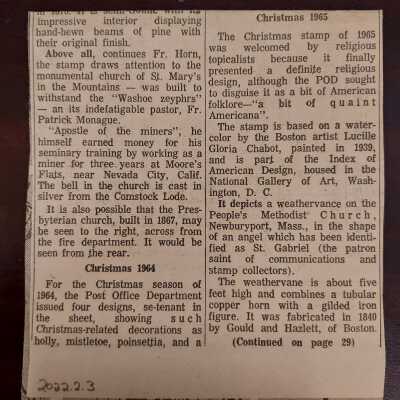 in 1876. It is semi-Gothic with its
impressive interior displaying
hand-hewn beams of pine with
their original finish.
Above all, continues Fr. Horn,
the stamp draws attention to the
monumental church of St. Mary's
in the Mountains — was built to
withstand the "Washoe zeyphrs"
— an its indefatigable pastor, Fr.
Patrick Monague.
"Apostle of the miners", he
himself earned money for his
seminary training by working as a
miner for three years at Moore's
Flats, near Nevada City, Calif.
The bell in the church is cast in
silver from the Comstock Lode.
It is also possible that the Pres-
byterian church, built in 1867, may
be seen to the right, across from
the fire department. It would be
seen from the rear.
Christmas 1964
For the Christmas season of
1964, the Post Office Department
issued four designs, se-tenant in
the sheet, showing such
Christmas-related decorations as
holly, mistletoe, poinsettia, and a
Christmas 1965
The Christmas stamp of 1965
was welcomed by religious
topicalists because it finally
presented a definite religious
design, although the POD sought
to disguise it as a bit of American
folklore—"a bit of quaint
Americana".
The stamp is based on a water-
color by the Boston artist Lucille
Gloria Chabot, painted in 1939,
and is part of the Index of
American Design, housed in the
National Gallery of Art, Wash-
ington, D. C.
It depicts a weathervance on the
People's Methodist Church,
Newburyport, Mass., in the shape
of an angel which has been identi-
fied as St. Gabriel (the patron
saint of communications and
stamp collectors).
The weathervane is about five
feet high and combines a tubular
copper horn with a gilded iron
figure. It was fabricated in 1840
by Gould and Hazlett, of Boston.
(Continued on page 29)
2022.2.3